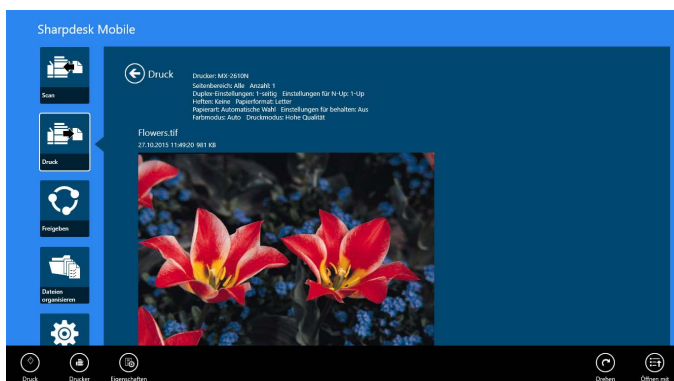 Sharpdesk Mobile
Scan
Druck
Freigeben
Dateien
organisieren
Druck
Drucker: MX-2610N
Seitenbereich: Alle Anzahl: 1
Duplex-Einstellungen: 1-seitig Einstellungen für N-Up: 1-Up
Heften: Keine Papierformat: Letter
Papierart: Automatische Wahl Einstellungen für behalten: Aus
Farbmodus: Auto Druckmodus: Hohe Qualität
Flowers.tif
27.10.2015 11:49:20 981 KB
Druck
Drucker
Eigenschaften
Drehen
Öffnen mit